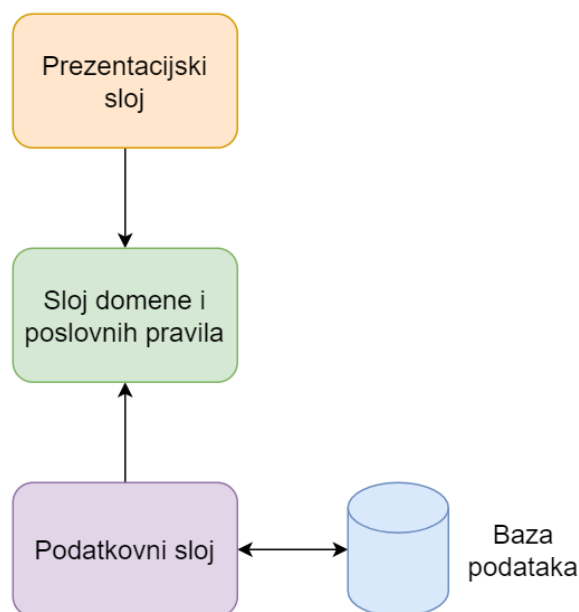 Prezentacijski
sloj
Sloj domene i
poslovnih pravila
Podatkovni sloj
Baza
podataka